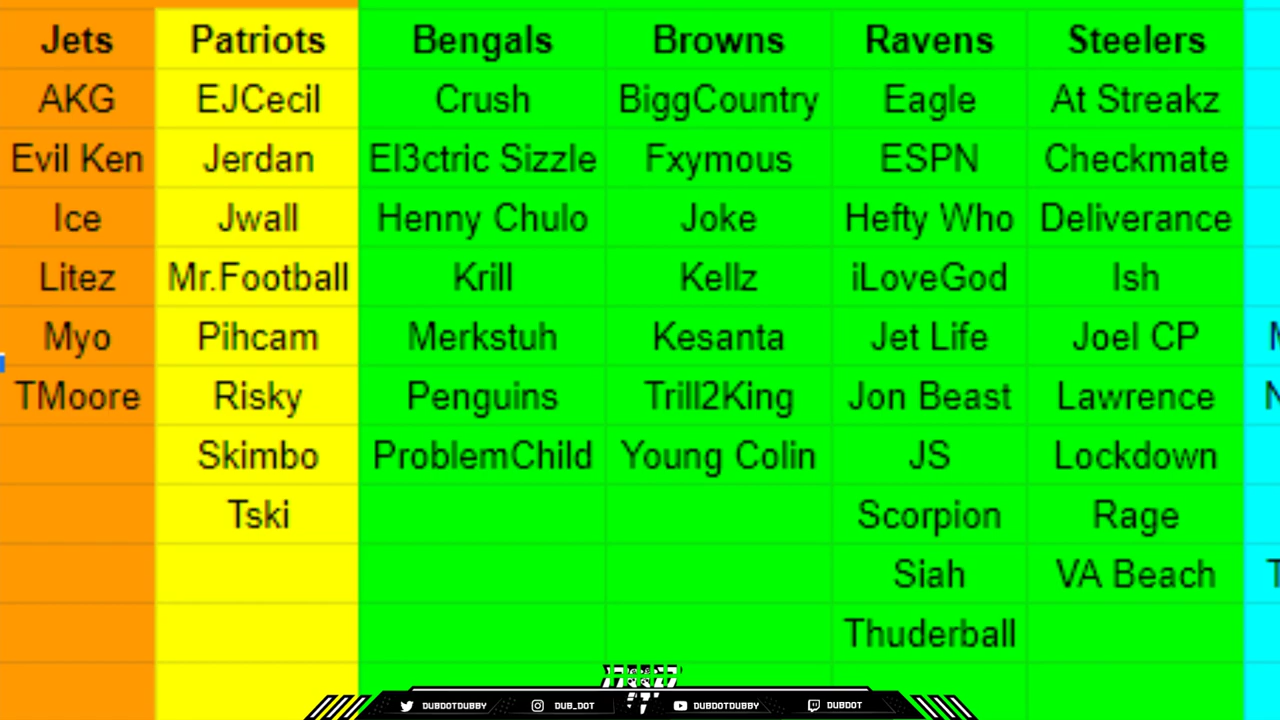 Jets Patriots Bengals Browns Ravens Steelers
AKG EJCecil Crush BiggCountry Eagle At Streakz
Evil Ken Jerdan El3ctric Sizzle Fxymous ESPN Checkmate
Ice Jwall Henny Chulo Joke Hefty Who Deliverance
Litez Mr.Football Krill Kellz iLoveGod Ish
Myo Pihcam Merkstuh Kesanta Jet Life Joel CP
TMoore Risky Penguins Trill2King Jon Beast Lawrence
Skimbo ProblemChild Young Colin JS Lockdown
Tski Scorpion Rage
Siah VA Beach
Thuderball
DUBDOTDUBBY DUB_DOT DUBDOTDUBBY DUBDOT